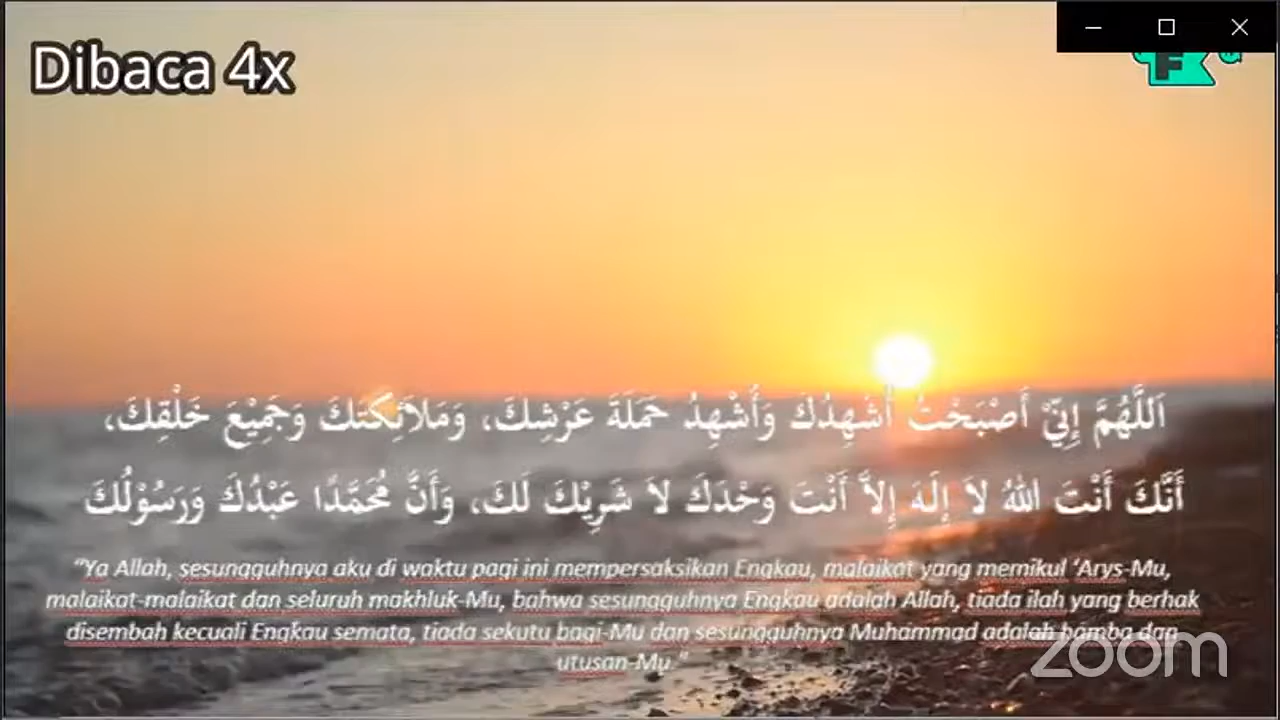 Dibaca 4x
F
اَللَّهُمَّ إِنِّيْ أَصْبَحْتُ أُشْهِدُكَ وَأُشْهِدُ حَمَلَةَ عَرْشِكَ، وَمَلاَئِكَتَكَ وَجَمِيْعَ خَلْقِكَ،
أَنَّكَ أَنْتَ اللهُ لاَ إِلَهَ إِلاَّ أَنْتَ وَحْدَكَ لاَ شَرِيْكَ لَكَ، وَأَنَّ مُحَمَّدًا عَبْدُكَ وَرَسُوْلُكَ
“Ya Allah, sesungguhnya aku di waktu pagi ini mempersaksikan Engkau, malaikat yang memikul ‘Arys-Mu,
malaikat-malaikat dan seluruh makhluk-Mu, bahwa sesungguhnya Engkau adalah Allah, tiada ilah yang berhak
disembah kecuali Engkau semata, tiada sekutu bagi-Mu dan sesungguhnya Muhammad adalah hamba dan
utusan-Mu.”
zoom